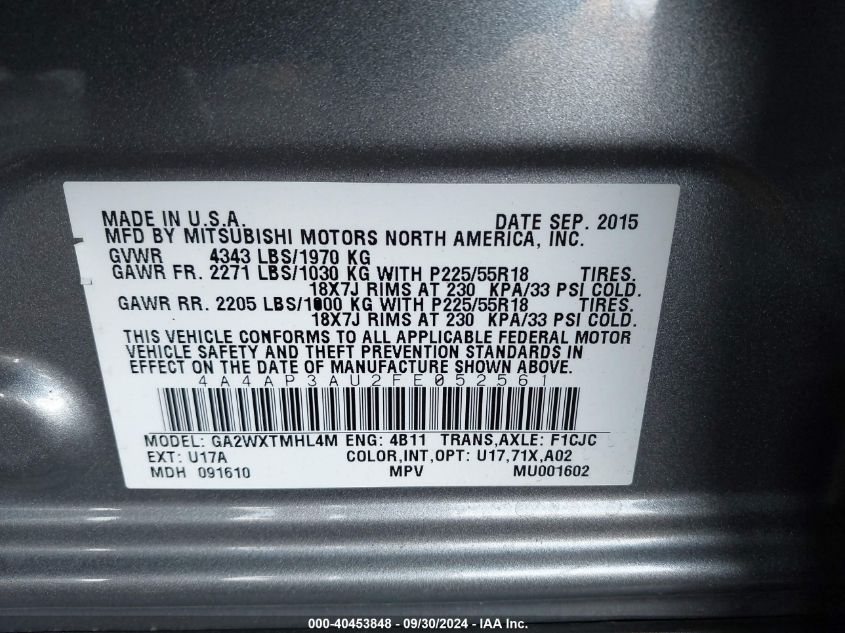 MADE IN U.S.A. DATE SEP. 2015
MFD BY MITSUBISHI MOTORS NORTH AMERICA, INC.
GVWR 4343 LBS/1970 KG
GAWR FR. 2271 LBS/1030 KG WITH P225/55R18 TIRES.
18X7J RIMS AT 230 KPA/33 PSI COLD.
GAWR RR. 2205 LBS/1000 KG WITH P225/55R18 TIRES.
18X7J RIMS AT 230 KPA/33 PSI COLD.
THIS VEHICLE CONFORMS TO ALL APPLICABLE FEDERAL MOTOR
VEHICLE SAFETY AND THEFT PREVENTION STANDARDS IN
EFFECT ON THE DATE OF MANUFACTURE SHOWN ABOVE.
4A4AP3AU2FE052561
MODEL: GA2WXTMHL4M ENG: 4B11 TRANS,AXLE: F1CJC
EXT: U17A COLOR,INT,OPT: U17,71X,A02
MDH 091610 MPV MU001602
000-40453848 - 09/30/2024 - IAA Inc.